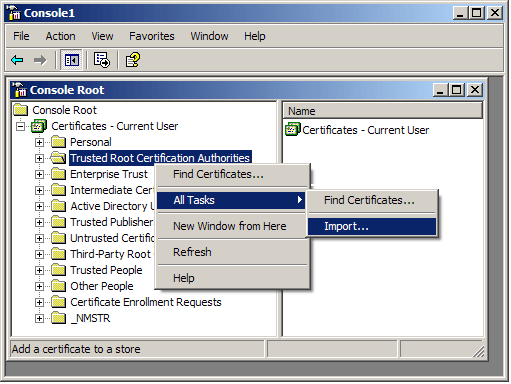 Console1
File Action View Favorites Window Help
Console Root
Console Root
Certificates - Current User
Personal
Trusted Root Certification Authorities
Enterprise Trust
Intermediate Cert
Active Directory U
Trusted Publisher
Untrusted Certific
Third-Party Root
Trusted People
Other People
Certificate Enrollment Requests
_NMSTR
Name
Certificates - Current User
Find Certificates...
All Tasks
New Window from Here
Refresh
Help
Find Certificates...
Import...
Add a certificate to a store